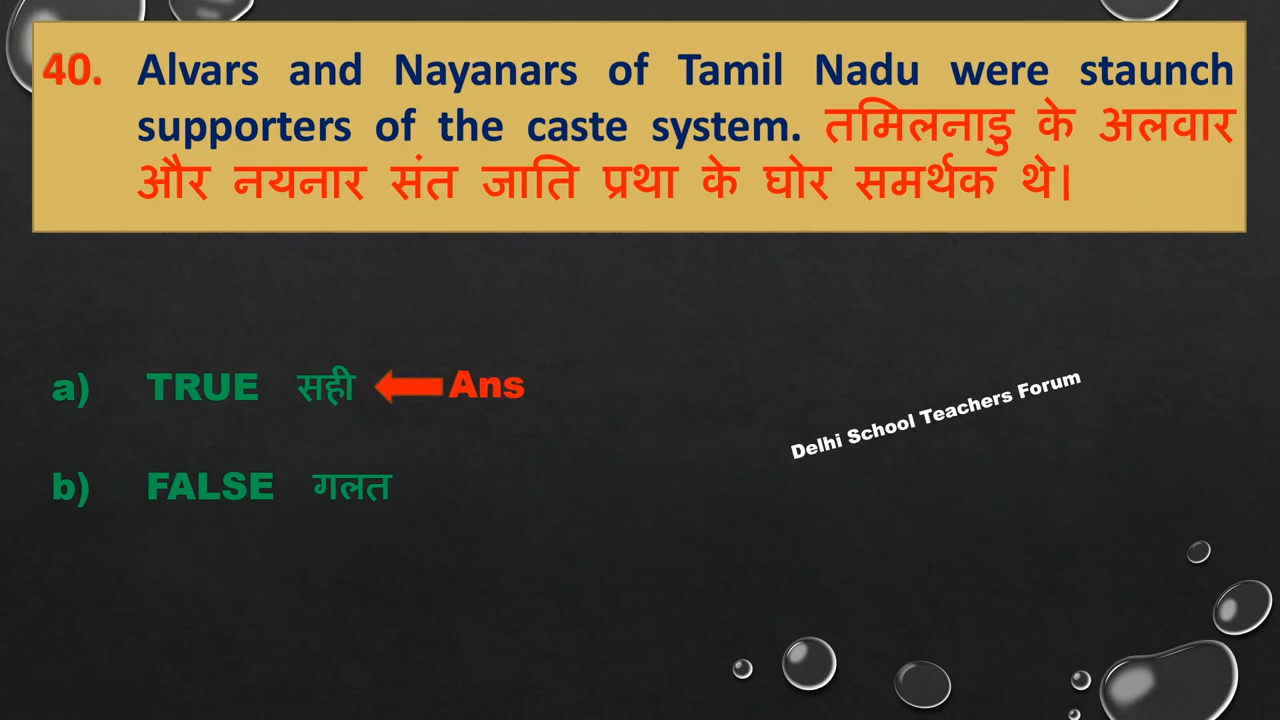 40. Alvars and Nayanars of Tamil Nadu were staunch
supporters of the caste system. तमिलनाडु के अलवार
और नयनार संत जाति प्रथा के घोर समर्थक थे।
a) TRUE सही Ans
Delhi School Teachers Forum
b) FALSE गलत